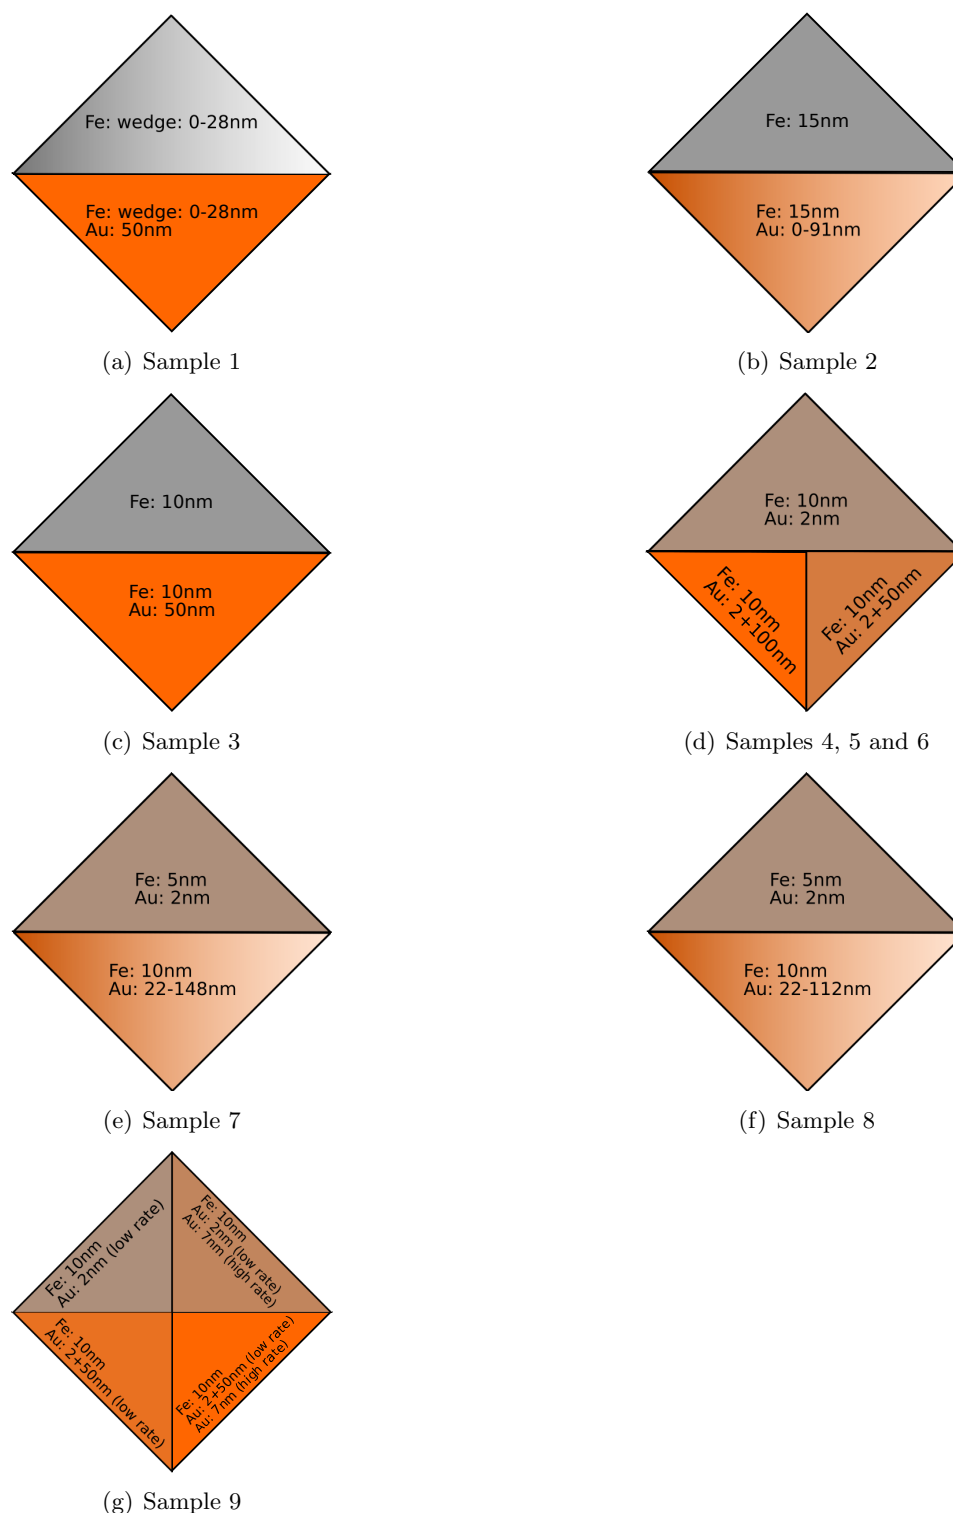 Fe: wedge: 0-28nm
Fe: wedge: 0-28nm
Au: 50nm
(a) Sample 1
Fe: 15nm
Fe: 15nm
Au: 0-91nm
(b) Sample 2
Fe: 10nm
Fe: 10nm
Au: 50nm
(c) Sample 3
Fe: 10nm
Au: 2nm
Fe: 10nm
Au: 2+100nm
Fe: 10nm
Au: 2+50nm
(d) Samples 4, 5 and 6
Fe: 5nm
Au: 2nm
Fe: 10nm
Au: 22-148nm
(e) Sample 7
Fe: 5nm
Au: 2nm
Fe: 10nm
Au: 22-112nm
(f) Sample 8
Fe: 10nm
Au: 2nm (low rate)
Fe: 10nm
Au: 2nm (low rate)
Au: 7nm (high rate)
Fe: 10nm
Au: 2+50nm (low rate)
Fe: 10nm
Au: 2+50nm (low rate)
Au: 7nm (high rate)
(g) Sample 9